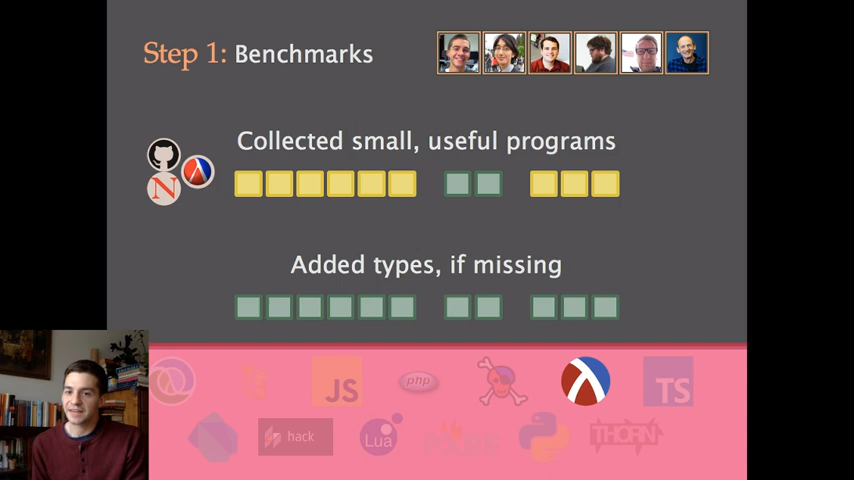 Step 1: Benchmarks
Collected small, useful programs
N
Added types, if missing
JS
php
TS
hack
Lua
THORN